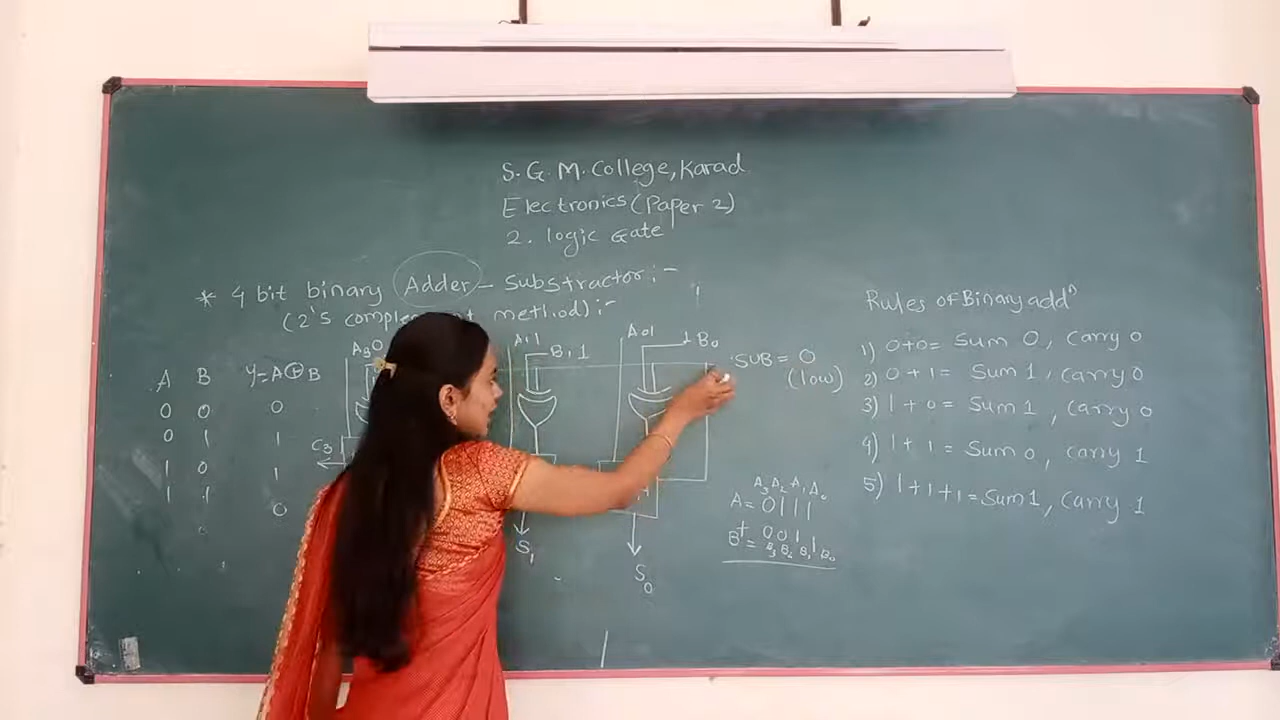 S. G. M. College, Karad
Electronics (Paper 2)
2. logic Gate
* 4 bit binary Adder - Substractor :-
(2's complement method) :-
A B Y = A ⊕ B
0 0 0
0 1 1
1 0 1
1 1 0
A₃ 0
C₃
A₁ 1
B₁ 1
A₀ 1
1 B₀
SUB = 0
(low)
S₁
S₀
A₃ A₂ A₁ A₀
A = 0 1 1 1
+
B = 0 0 1 1
B₃ B₂ B₁ B₀
Rules of Binary addⁿ
1) 0+0 = Sum 0, Carry 0
2) 0+1 = Sum 1, Carry 0
3) 1+0 = Sum 1, Carry 0
4) 1+1 = Sum 0, Carry 1
5) 1+1+1 = Sum 1, Carry 1